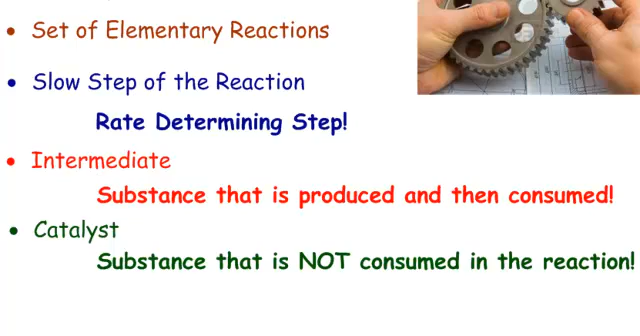 • Set of Elementary Reactions
• Slow Step of the Reaction
Rate Determining Step!
• Intermediate
Substance that is produced and then consumed!
• Catalyst
Substance that is NOT consumed in the reaction!